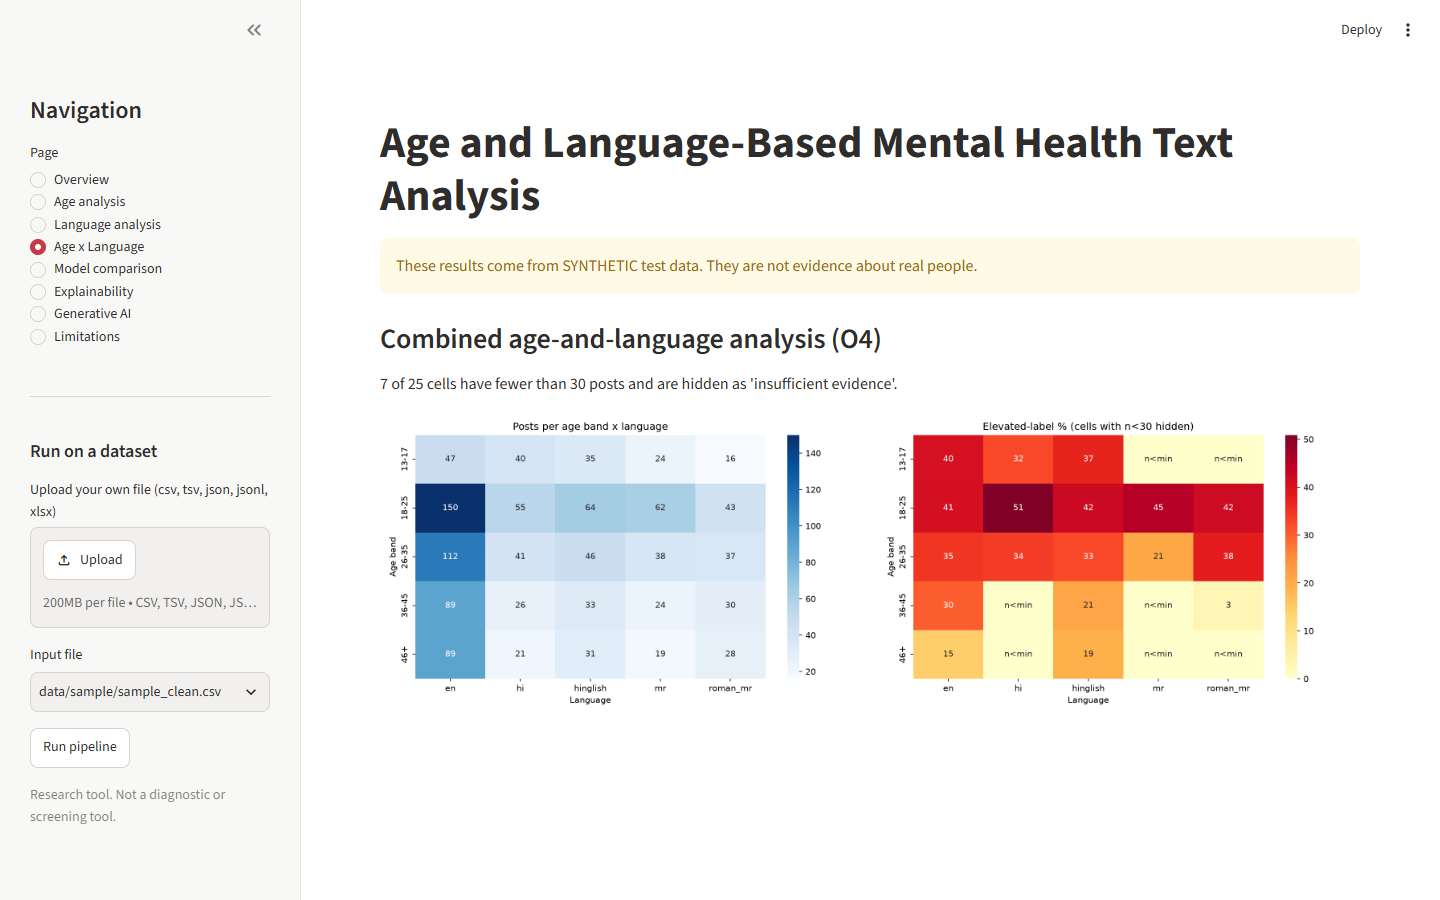 Deploy
Navigation
Page
Overview
Age analysis
Language analysis
Age x Language
Model comparison
Explainability
Generative AI
Limitations
Run on a dataset
Upload your own file (csv, tsv, json, jsonl,
xlsx)
Upload
200MB per file • CSV, TSV, JSON, JS...
Input file
data/sample/sample_clean.csv
Run pipeline
Research tool. Not a diagnostic or
screening tool.
Age and Language-Based Mental Health Text
Analysis
These results come from SYNTHETIC test data. They are not evidence about real people.
Combined age-and-language analysis (O4)
7 of 25 cells have fewer than 30 posts and are hidden as 'insufficient evidence'.
Posts per age band x language
Age band
13-17 47 40 35 24 16
18-25 150 55 64 62 43
26-35 112 41 46 38 37
36-45 89 26 33 24 30
46+ 89 21 31 19 28
en hi hinglish mr roman_mr
Language
140
120
100
80
60
40
20
Elevated-label % (cells with n<30 hidden)
Age band
13-17 40 32 37 n<min n<min
18-25 41 51 42 45 42
26-35 35 34 33 21 38
36-45 30 n<min 21 n<min 3
46+ 15 n<min 19 n<min n<min
en hi hinglish mr roman_mr
Language
50
40
30
20
10
0